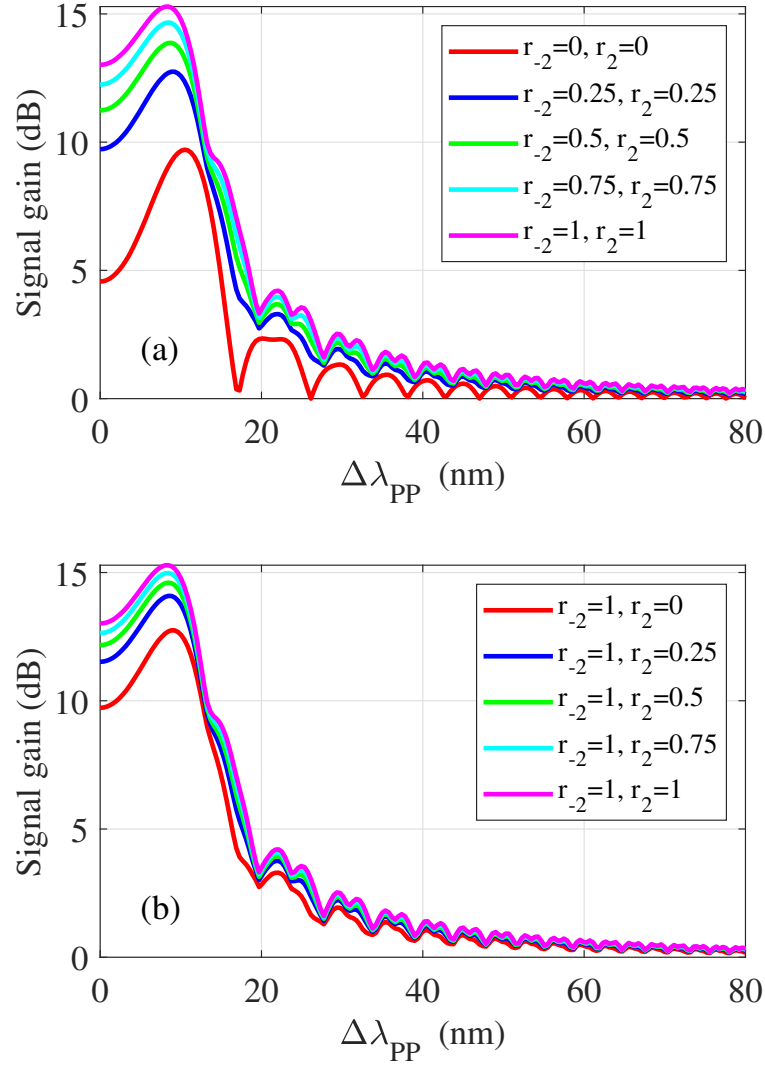 15
10
5
0
Signal gain (dB)
r_-2=0, r_2=0
r_-2=0.25, r_2=0.25
r_-2=0.5, r_2=0.5
r_-2=0.75, r_2=0.75
r_-2=1, r_2=1
(a)
0 20 40 60 80
Δλ_PP (nm)
15
10
5
0
Signal gain (dB)
r_-2=1, r_2=0
r_-2=1, r_2=0.25
r_-2=1, r_2=0.5
r_-2=1, r_2=0.75
r_-2=1, r_2=1
(b)
0 20 40 60 80
Δλ_PP (nm)